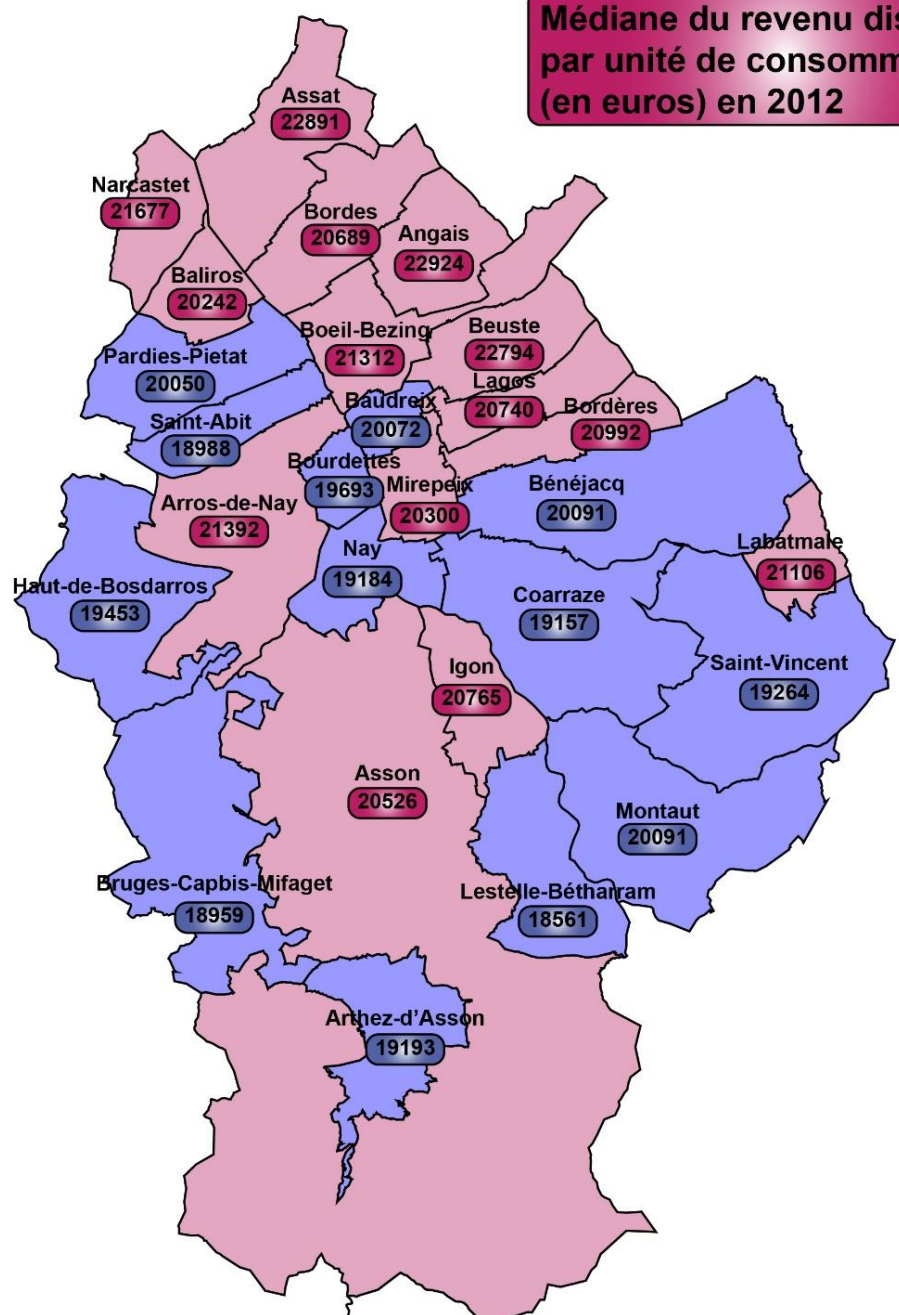 Médiane du revenu
par unité de
(en euros) en 2012
Assat
22891
Narcastet
21677
Bordes
20689
Angais
22924
Baliros
20242
Boeil-Bezing
21312
Beuste
22794
Pardies-Pietat
20050
Lagos
20740
Baudreix
20072
Bordères
20992
Saint-Abit
18988
Bourdettes
19693
Mirepeix
20300
Bénéjacq
20091
Arros-de-Nay
21392
Labatmale
21106
Nay
19184
Haut-de-Bosdarros
19453
Coarraze
19157
Saint-Vincent
19264
Igon
20765
Asson
20526
Montaut
20091
Bruges-Capbis-Mifaget
18959
Lestelle-Bétharram
18561
Arthez-d'Asson
19193